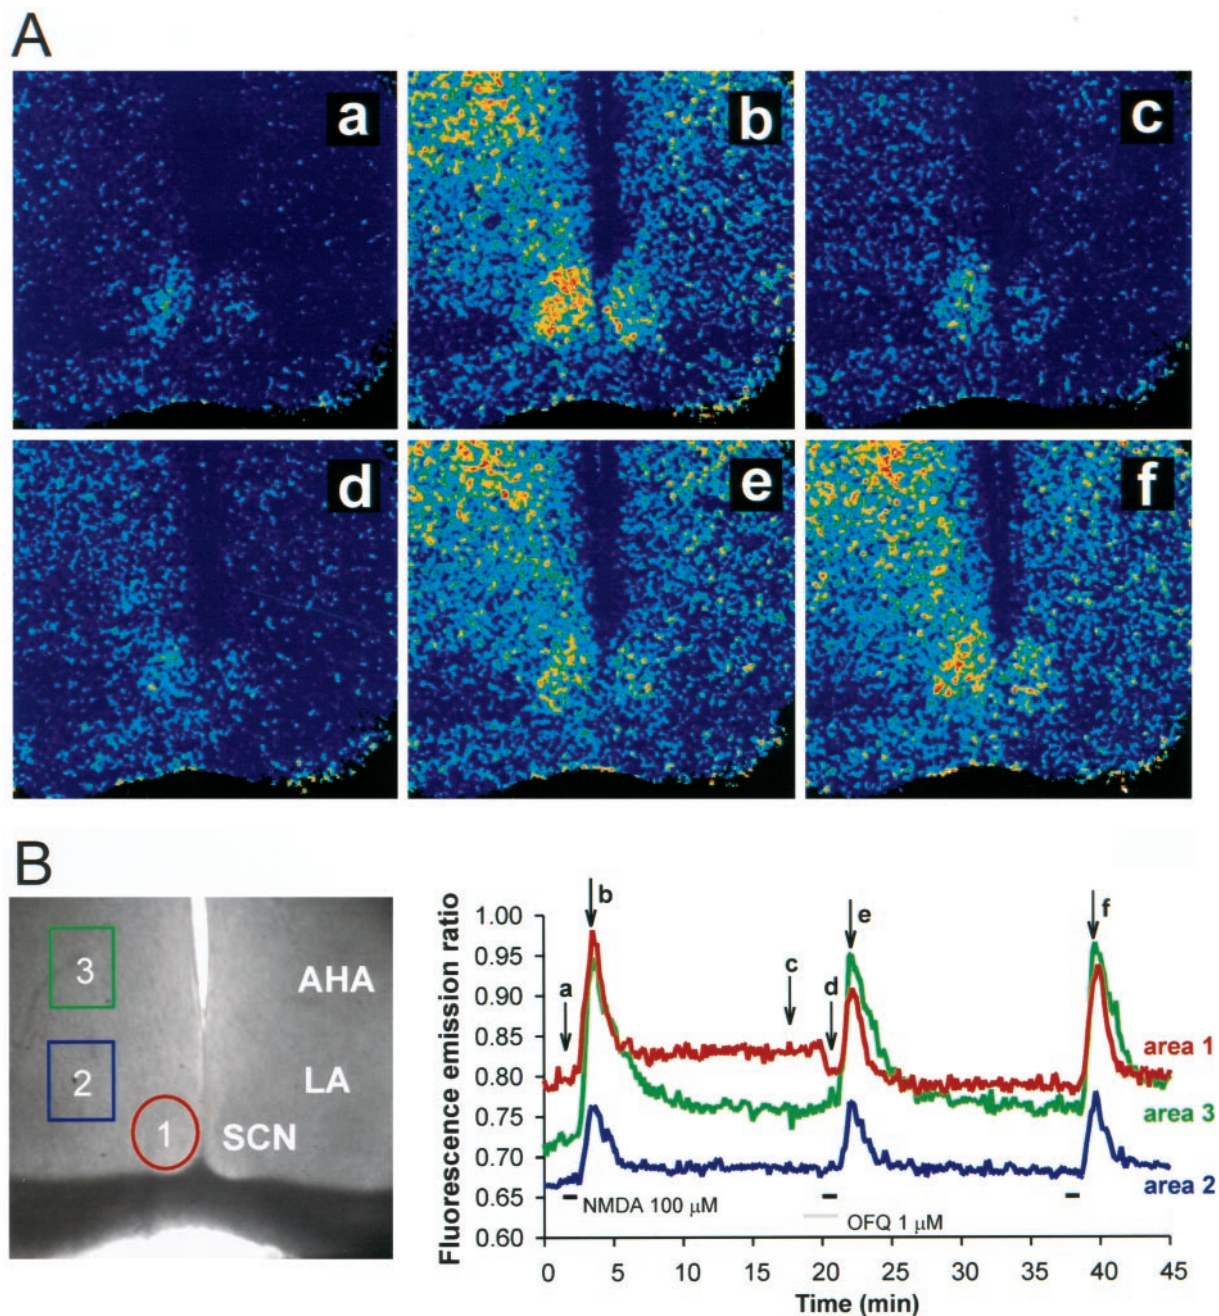 A
a b c
d e f
B
3
AHA
2
LA
1
SCN
Fluorescence emission ratio
1.00
0.95
0.90
0.85
0.80
0.75
0.70
0.65
0.60
b
e
f
a
c
d
area 1
area 3
area 2
NMDA 100 μM
OFQ 1 μM
0 5 10 15 20 25 30 35 40 45
Time (min)